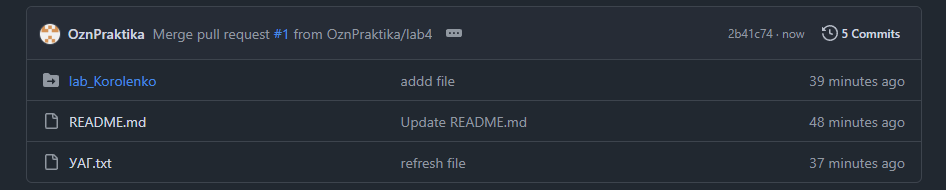 OznPraktika Merge pull request #1 from OznPraktika/lab4 2b41c74 · now 5 Commits
lab_Korolenko addd file 39 minutes ago
README.md Update README.md 48 minutes ago
УАГ.txt refresh file 37 minutes ago